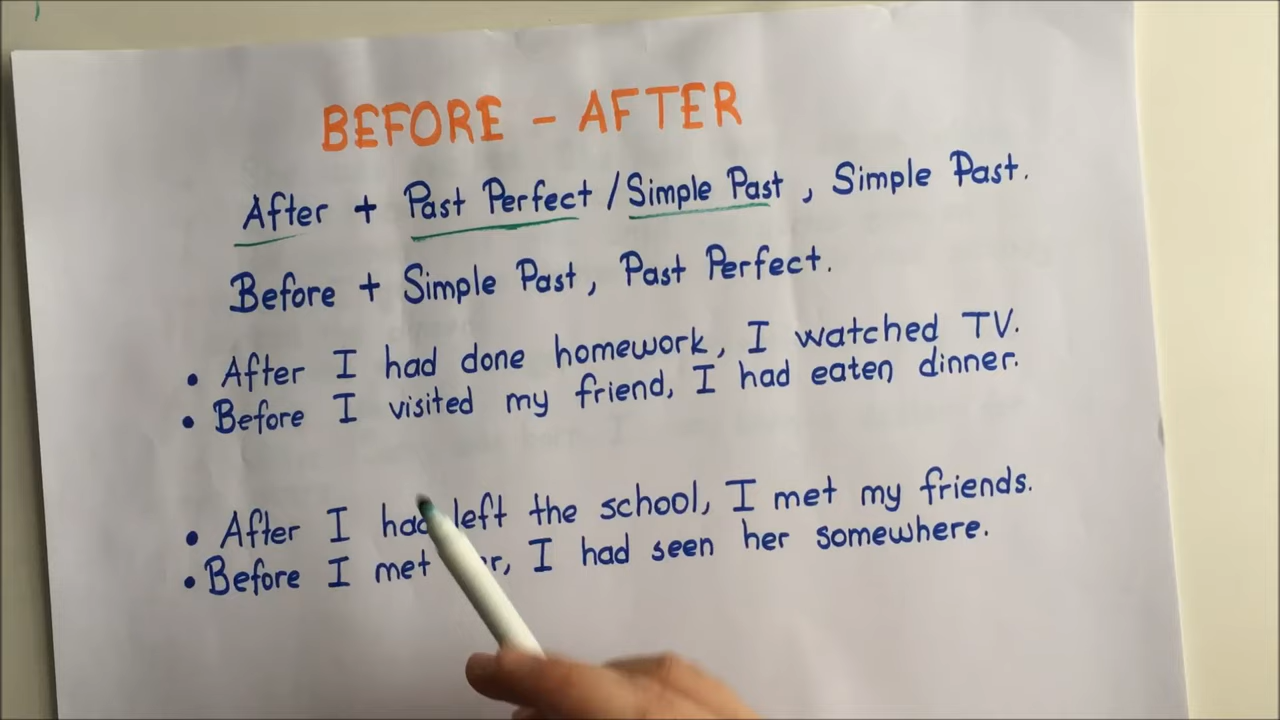 BEFORE - AFTER
After + Past Perfect / Simple Past, Simple Past.
Before + Simple Past, Past Perfect.
• After I had done homework, I watched TV.
• Before I visited my friend, I had eaten dinner.
• After I had left the school, I met my friends.
• Before I met , I had seen her somewhere.